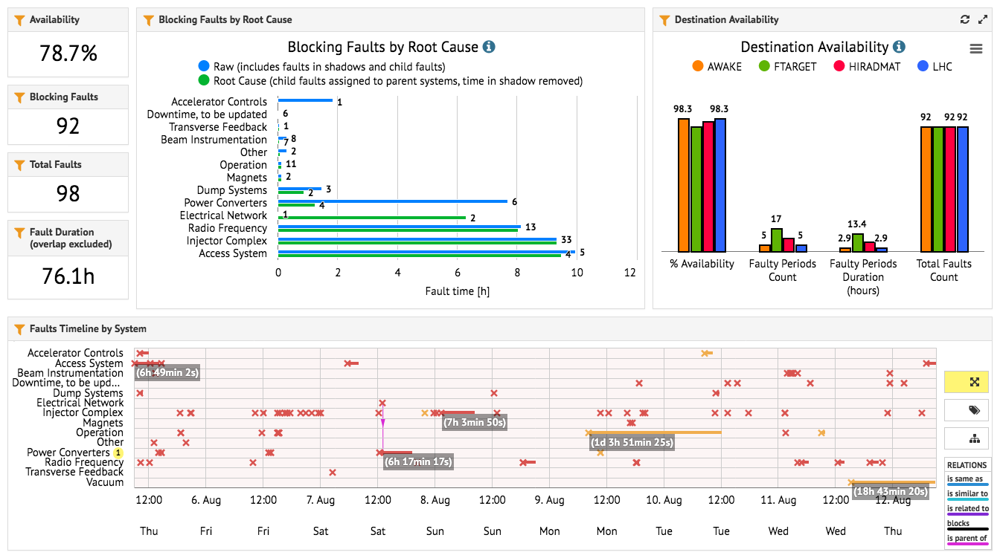 Availability
78.7%
Blocking Faults
92
Total Faults
98
Fault Duration
(overlap excluded)
76.1h
Blocking Faults by Root Cause
Blocking Faults by Root Cause
Raw (includes faults in shadows and child faults)
Root Cause (child faults assigned to parent systems, time in shadow removed)
Accelerator Controls 1
Downtime, to be updated 6
Transverse Feedback 1
Beam Instrumentation 8
7
Other 2
Operation 11
Magnets 2
Dump Systems 3
2
Power Converters 6
4
Electrical Network 1
2
Radio Frequency 13
Injector Complex 33
Access System 5
4
0 2 4 6 8 10 12
Fault time [h]
Destination Availability
Destination Availability
AWAKE FTARGET HIRADMAT LHC
98.3 98.3
5 17 5
2.9 13.4 2.9
92 92 92
% Availability
Faulty Periods
Count
Faulty Periods
Duration
(hours)
Total Faults
Count
Faults Timeline by System
Accelerator Controls
Access System
(6h 49min 2s)
Beam Instrumentation
Downtime, to be upd...
Dump Systems
Electrical Network
Injector Complex
(7h 3min 50s)
Magnets
Operation
(1d 3h 51min 25s)
Other
Power Converters 1
(6h 17min 17s)
Radio Frequency
Transverse Feedback
Vacuum
(18h 43min 20s)
12:00 6. Aug 12:00 7. Aug 12:00 8. Aug 12:00 9. Aug 12:00 10. Aug 12:00 11. Aug 12:00 12. Aug
Thu Fri Fri Sat Sat Sun Sun Mon Mon Tue Tue Wed Wed Thu
RELATIONS
is same as
is similar to
is related to
blocks
is parent of